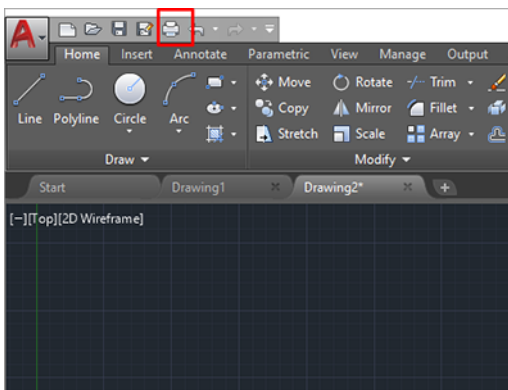 A
Home Insert Annotate Parametric View Manage Output
Line Polyline Circle Arc
Move Rotate Trim
Copy Mirror Fillet
Stretch Scale Array
Draw Modify
Start Drawing1 Drawing2*
[−][Top][2D Wireframe]